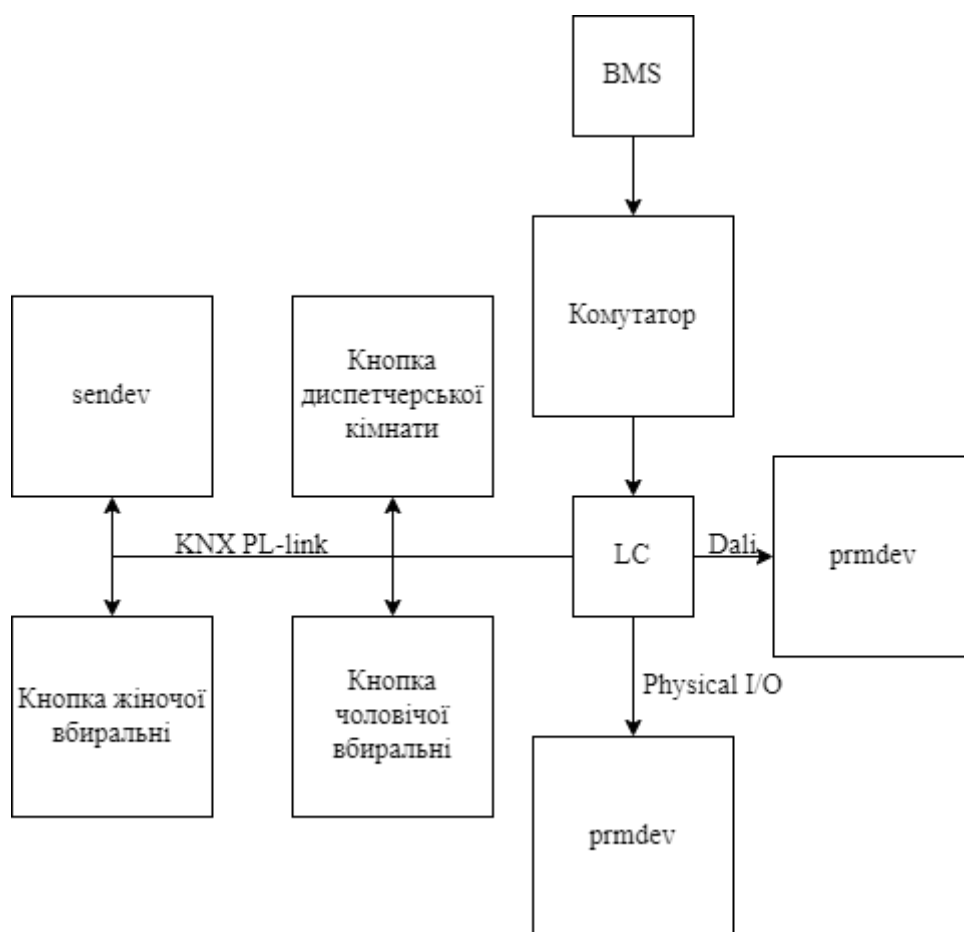 BMS
Комутатор
sendev
Кнопка
диспетчерської
кімнати
KNX PL-link
LC
Dali
prmdev
Кнопка жіночої
вбиральні
Кнопка
чоловічої
вбиральні
Physical I/O
prmdev